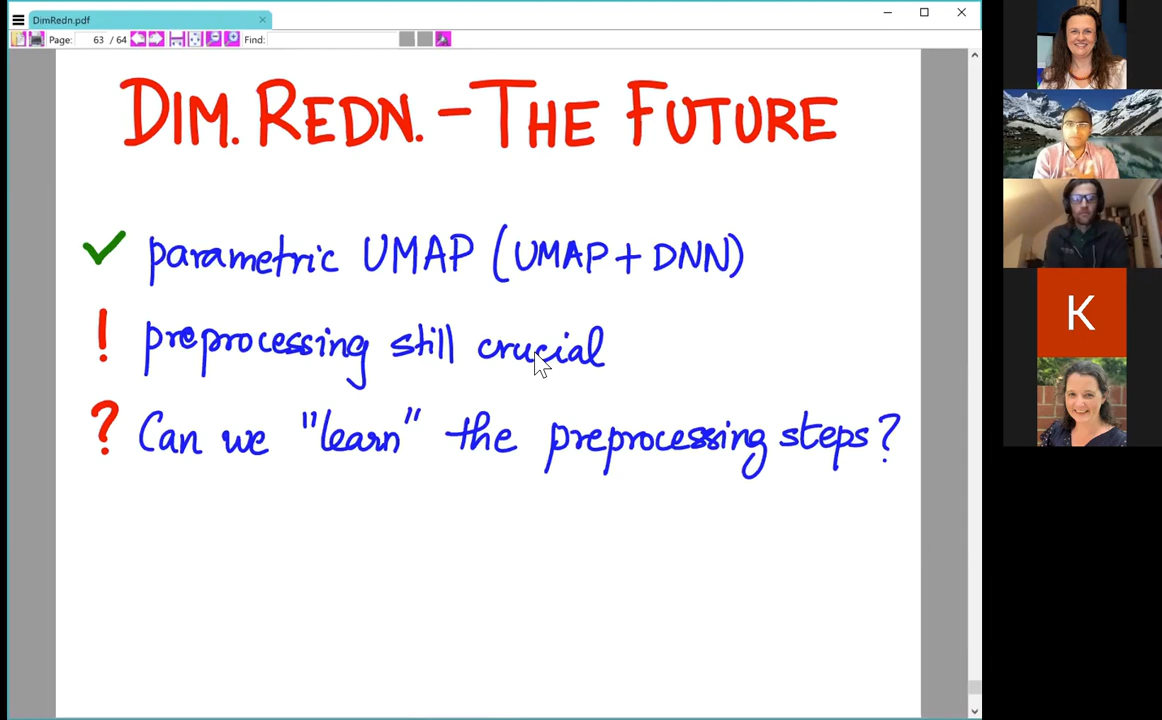 DimRedn.pdf
Page: 63 / 64 Find:
DIM. REDN. - THE FUTURE
✓ parametric UMAP (UMAP + DNN)
! preprocessing still crucial
? Can we "learn" the preprocessing steps?
K